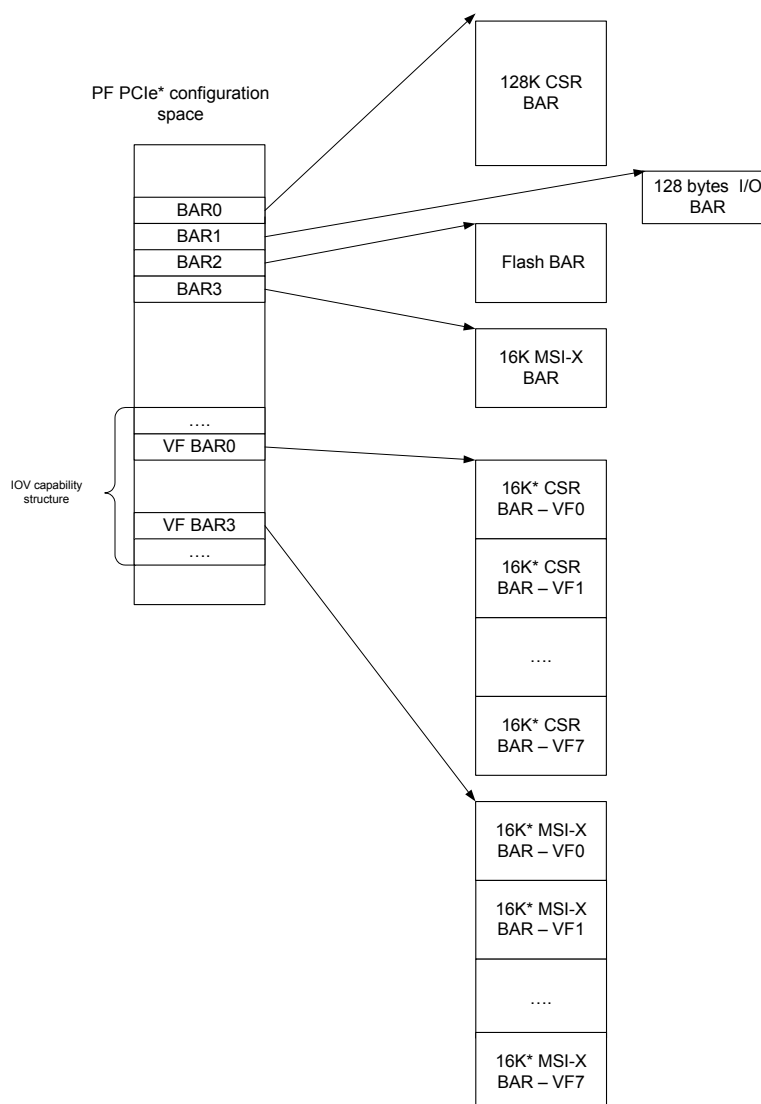 PF PCIe* configuration
space
128K CSR
BAR
128 bytes I/O
BAR
BAR0
BAR1
BAR2
BAR3
Flash BAR
16K MSI-X
BAR
....
VF BAR0
IOV capability
structure
VF BAR3
....
16K* CSR
BAR – VF0
16K* CSR
BAR – VF1
....
16K* CSR
BAR – VF7
16K* MSI-X
BAR – VF0
16K* MSI-X
BAR – VF1
....
16K* MSI-X
BAR – VF7